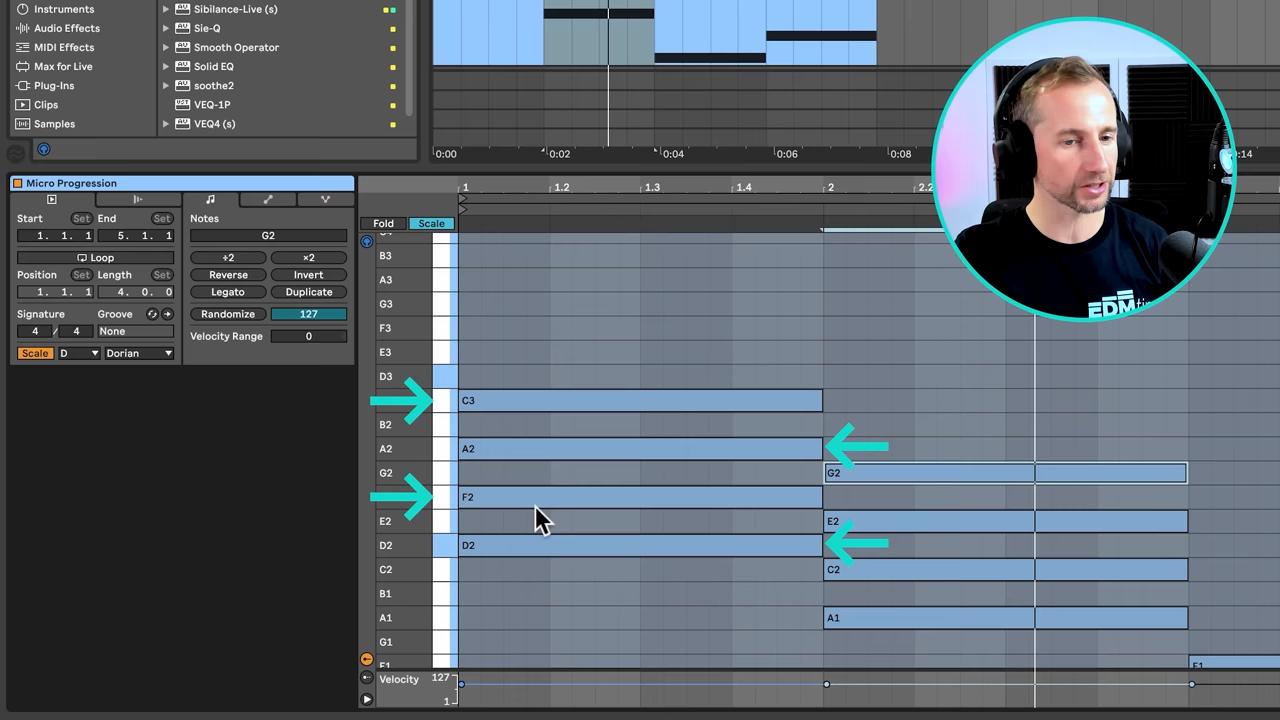 Instruments
Audio Effects
MIDI Effects
Max for Live
Plug-Ins
Clips
Samples
Sibilance-Live (s)
Sie-Q
Smooth Operator
Solid EQ
soothe2
VEQ-1P
VEQ4 (s)
0:00
0:02
0:04
0:06
0:08
:14
Micro Progression
Start Set End Set
1. 1. 1 5. 1. 1
Loop
Position Length Set
1. 1. 1 4. 0. 0
Signature Groove
4 / 4 None
Scale D Dorian
Notes
G2
÷2 ×2
Reverse Invert
Legato Duplicate
Randomize 127
Velocity Range 0
1 1.2 1.3 1.4 2 2.2
Fold Scale
B3
A3
G3
F3
E3
D3
C3
B2
A2 A2
G2 G2
F2
E2 E2
D2 D2
C2 C2
B1
A1 A1
G1
F1 F1
Velocity 127
1
EDM